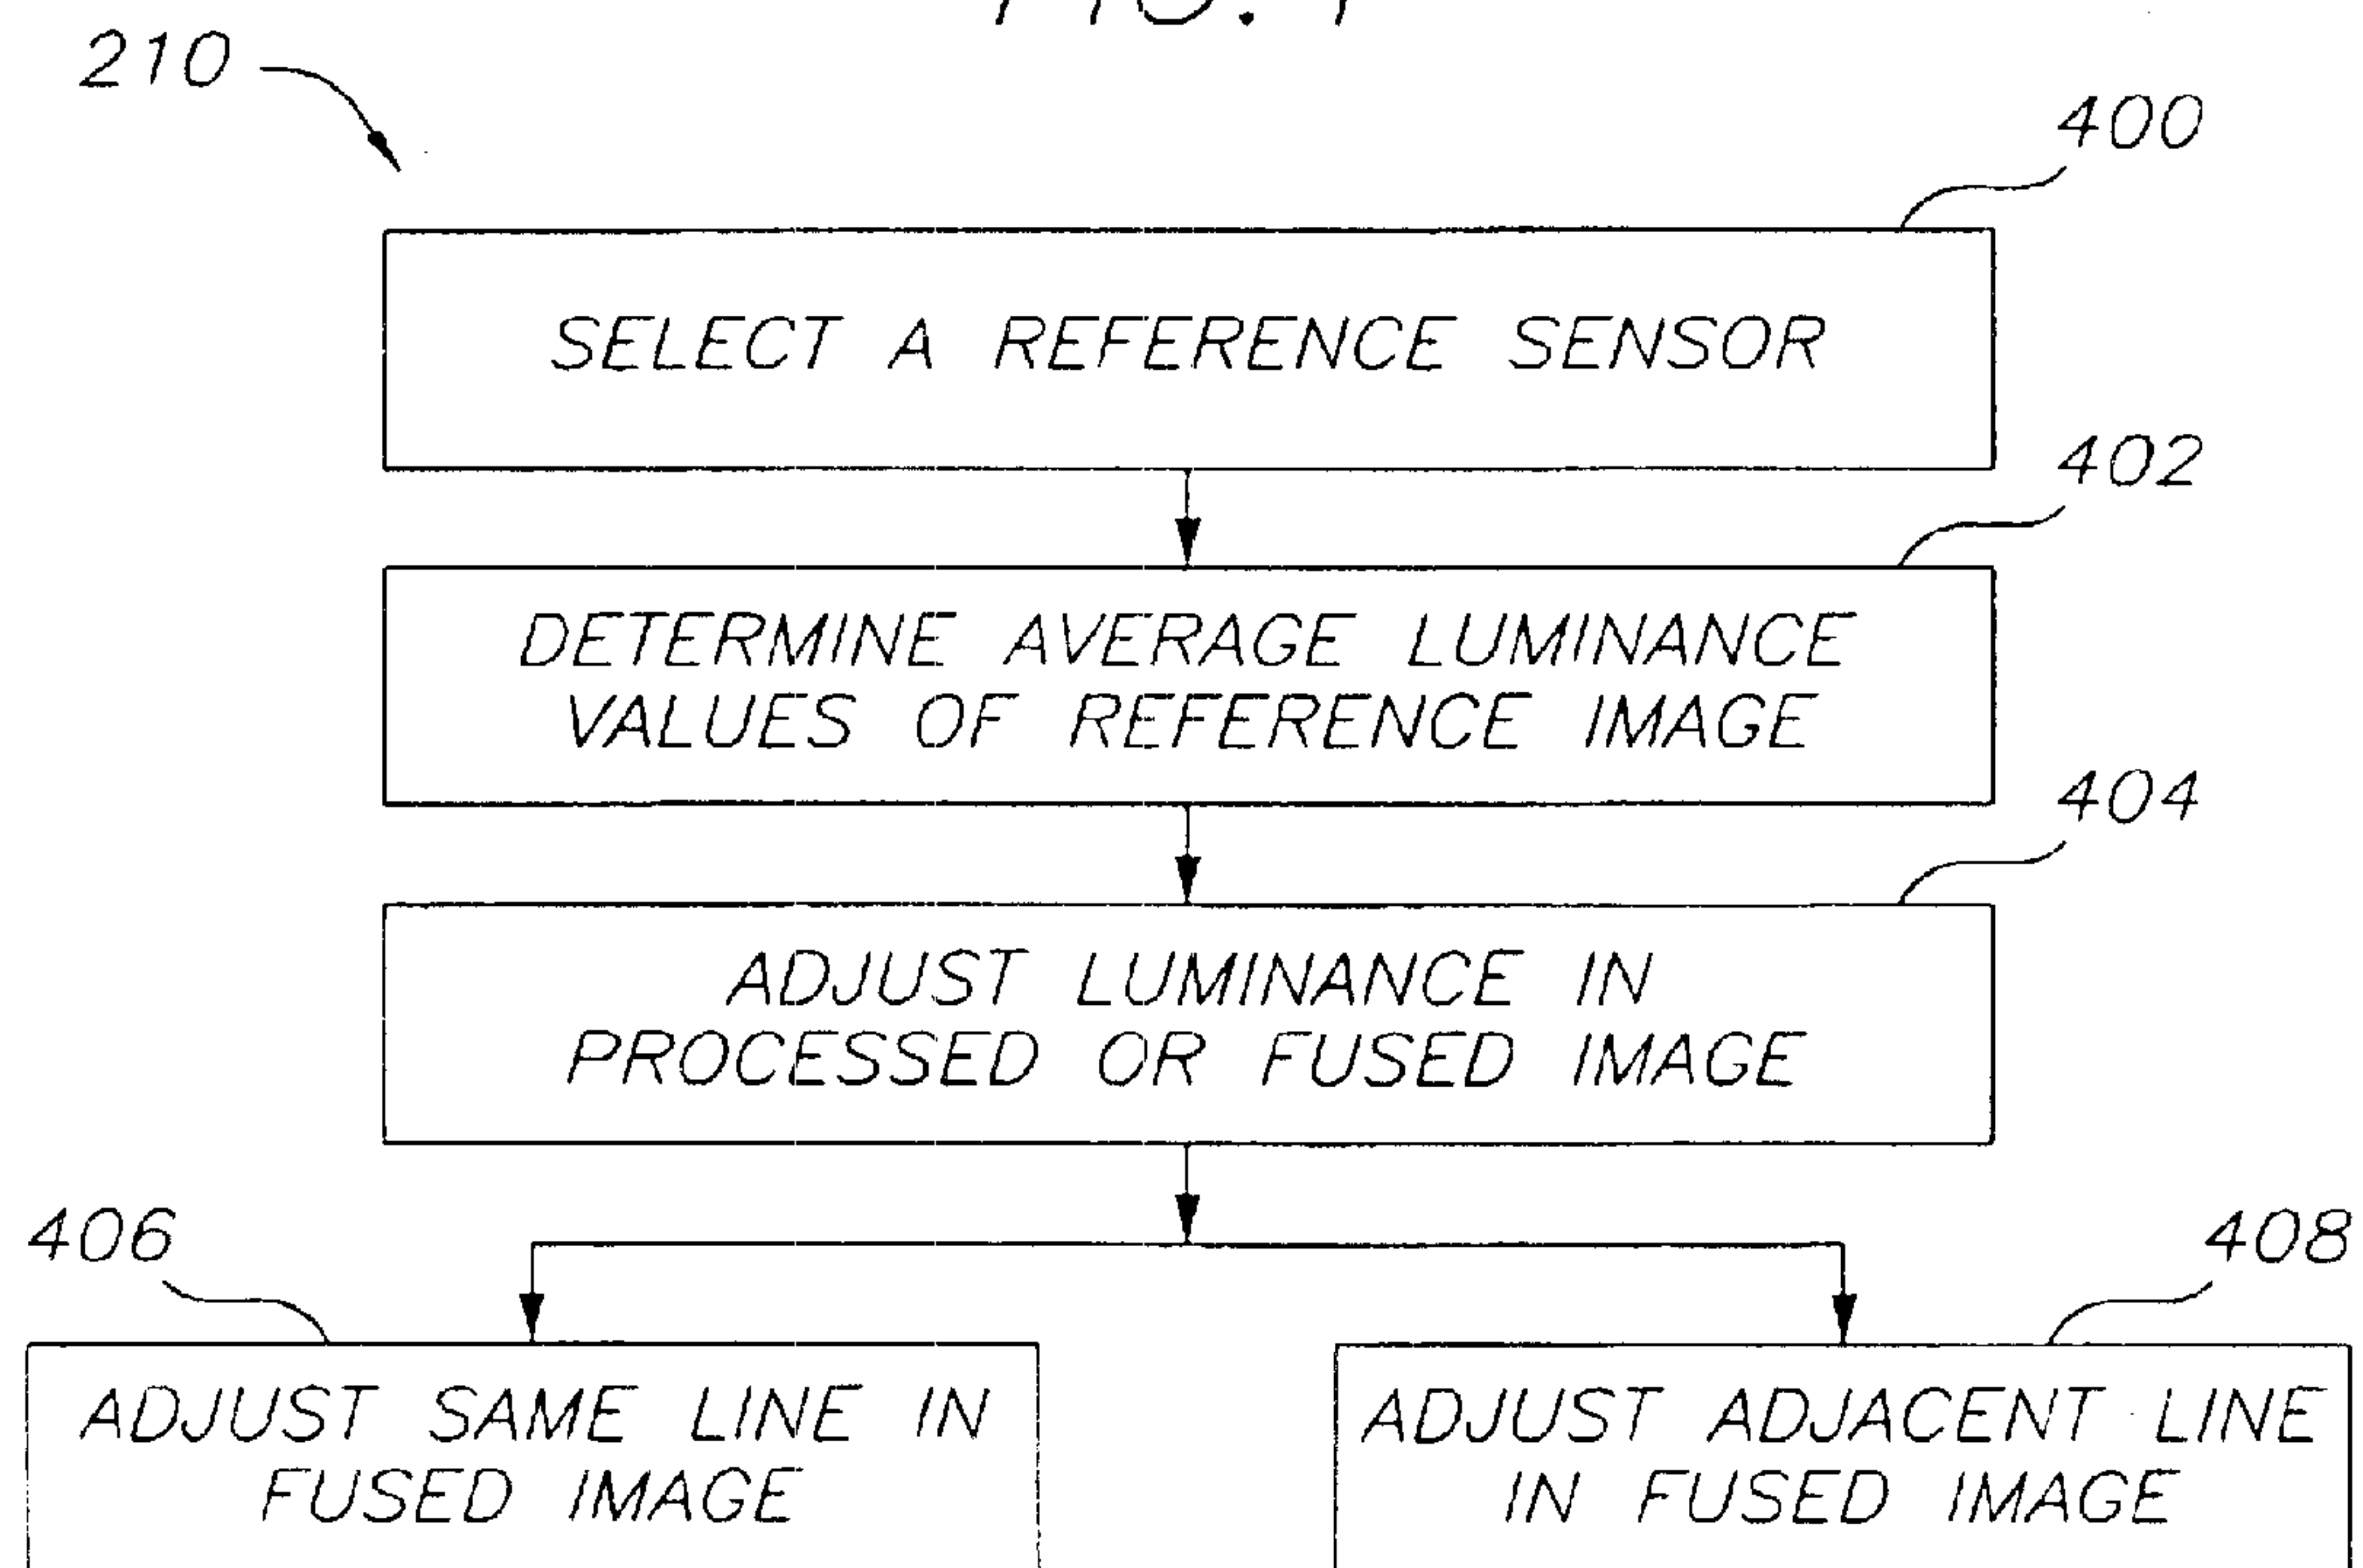 210
400
SELECT A REFERENCE SENSOR
402
DETERMINE AVERAGE LUMINANCE
VALUES OF REFERENCE IMAGE
404
ADJUST LUMINANCE IN
PROCESSED OR FUSED IMAGE
406
408
ADJUST SAME LINE IN
FUSED IMAGE
ADJUST ADJACENT LINE
IN FUSED IMAGE